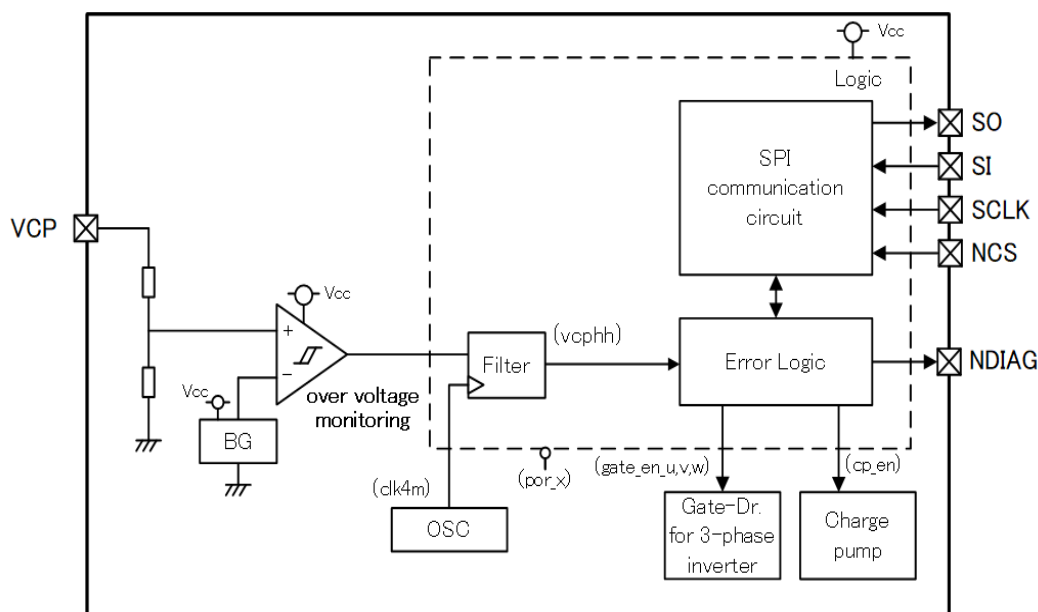 Vcc
Logic
SO
SPI
communication
circuit
SI
SCLK
NCS
VCP
Vcc
+
−
(vcphh)
Filter
Error Logic
NDIAG
over voltage
monitoring
Vcc
BG
(clk4m)
(por_x)
(gate_en_u,v,w)
(cp_en)
OSC
Gate-Dr.
for 3-phase
inverter
Charge
pump